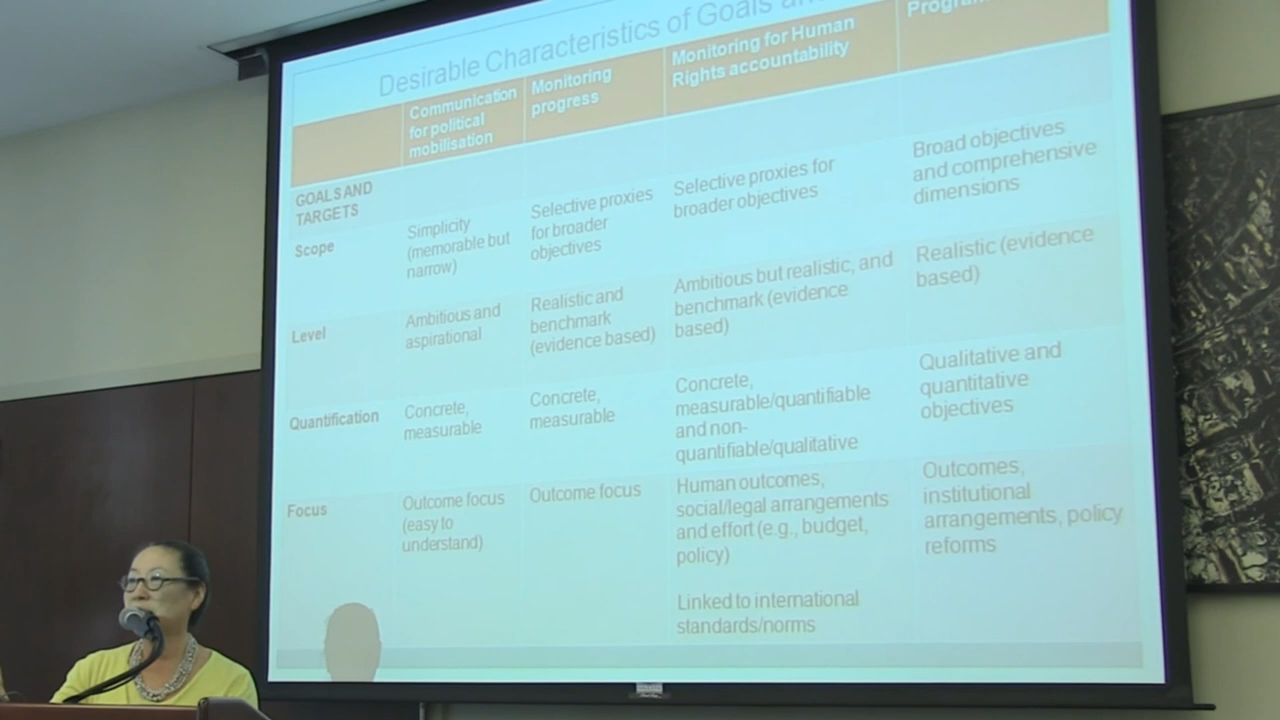 Desirable Characteristics of Goals
Communication
for political
mobilisation
Monitoring
progress
Monitoring for Human
Rights accountability
GOALS AND
TARGETS
Scope
Simplicity
(memorable but
narrow)
Selective proxies
for broader
objectives
Selective proxies for
broader objectives
Broad objectives
and comprehensive
dimensions
Level
Ambitious and
aspirational
Realistic and
benchmark
(evidence based)
Ambitious but realistic, and
benchmark (evidence
based)
Realistic (evidence
based)
Quantification
Concrete,
measurable
Concrete,
measurable
Concrete,
measurable/quantifiable
and non-
quantifiable/qualitative
Qualitative and
quantitative
objectives
Focus
Outcome focus
(easy to
understand)
Outcome focus
Human outcomes,
social/legal arrangements
and effort (e.g., budget,
policy)
Linked to international
standards/norms
Outcomes,
institutional
arrangements, policy
reforms